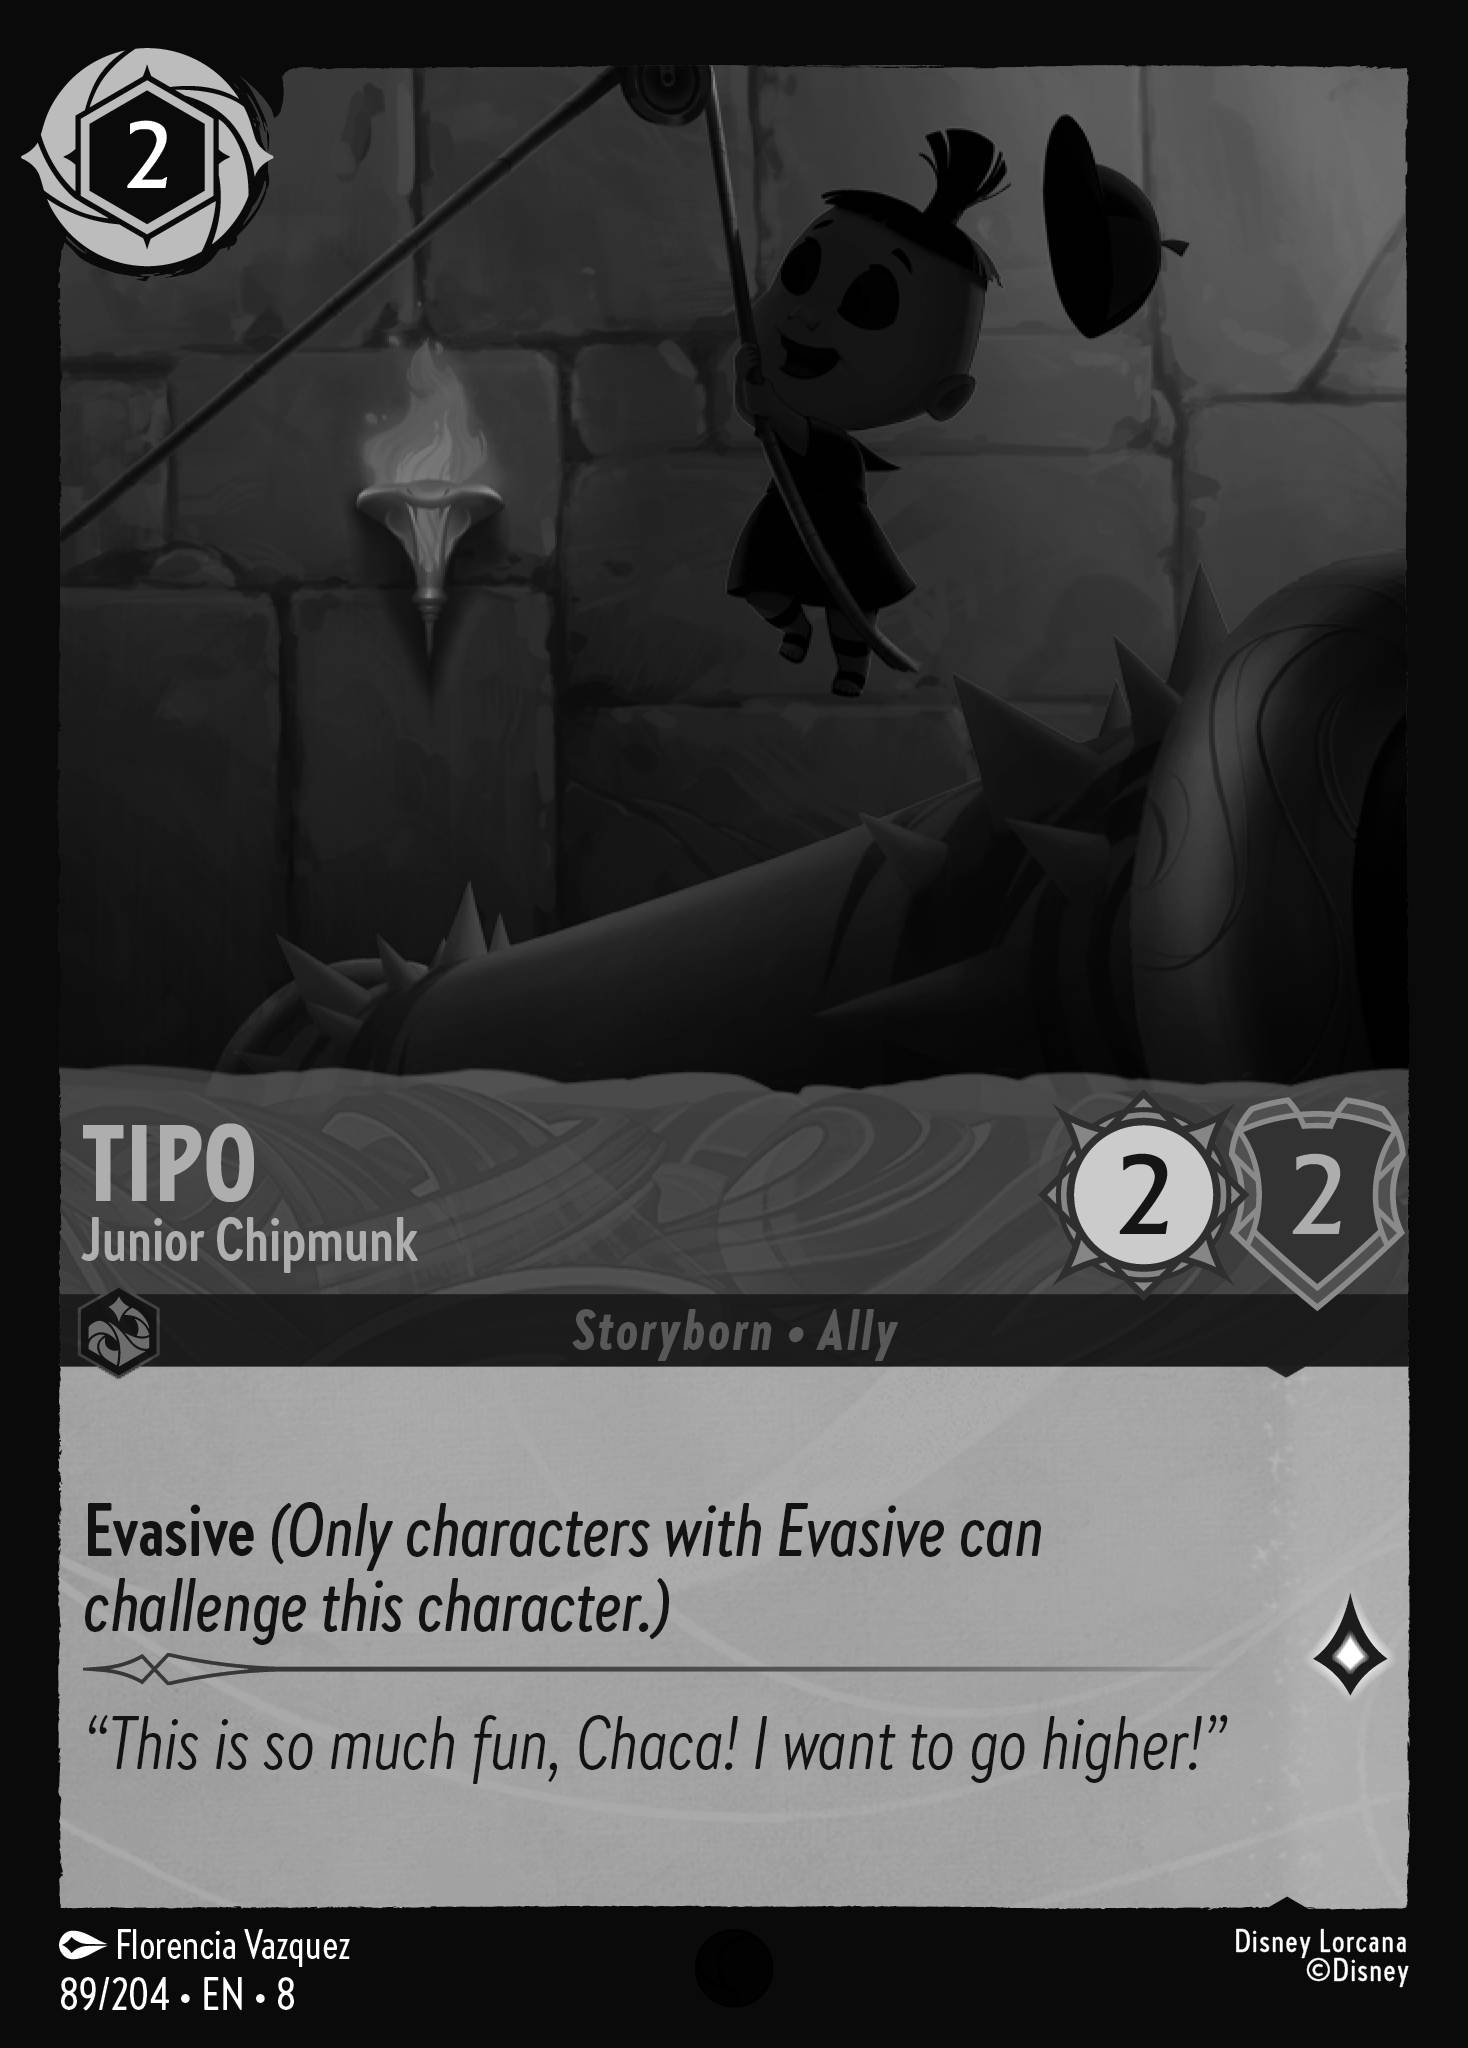 2
TIPO
Junior Chipmunk
2 2
Storyborn • Ally
Evasive (Only characters with Evasive can
challenge this character.)
“This is so much fun, Chaca! I want to go higher!”
Florencia Vazquez
89/204 • EN • 8
Disney Lorcana
©Disney